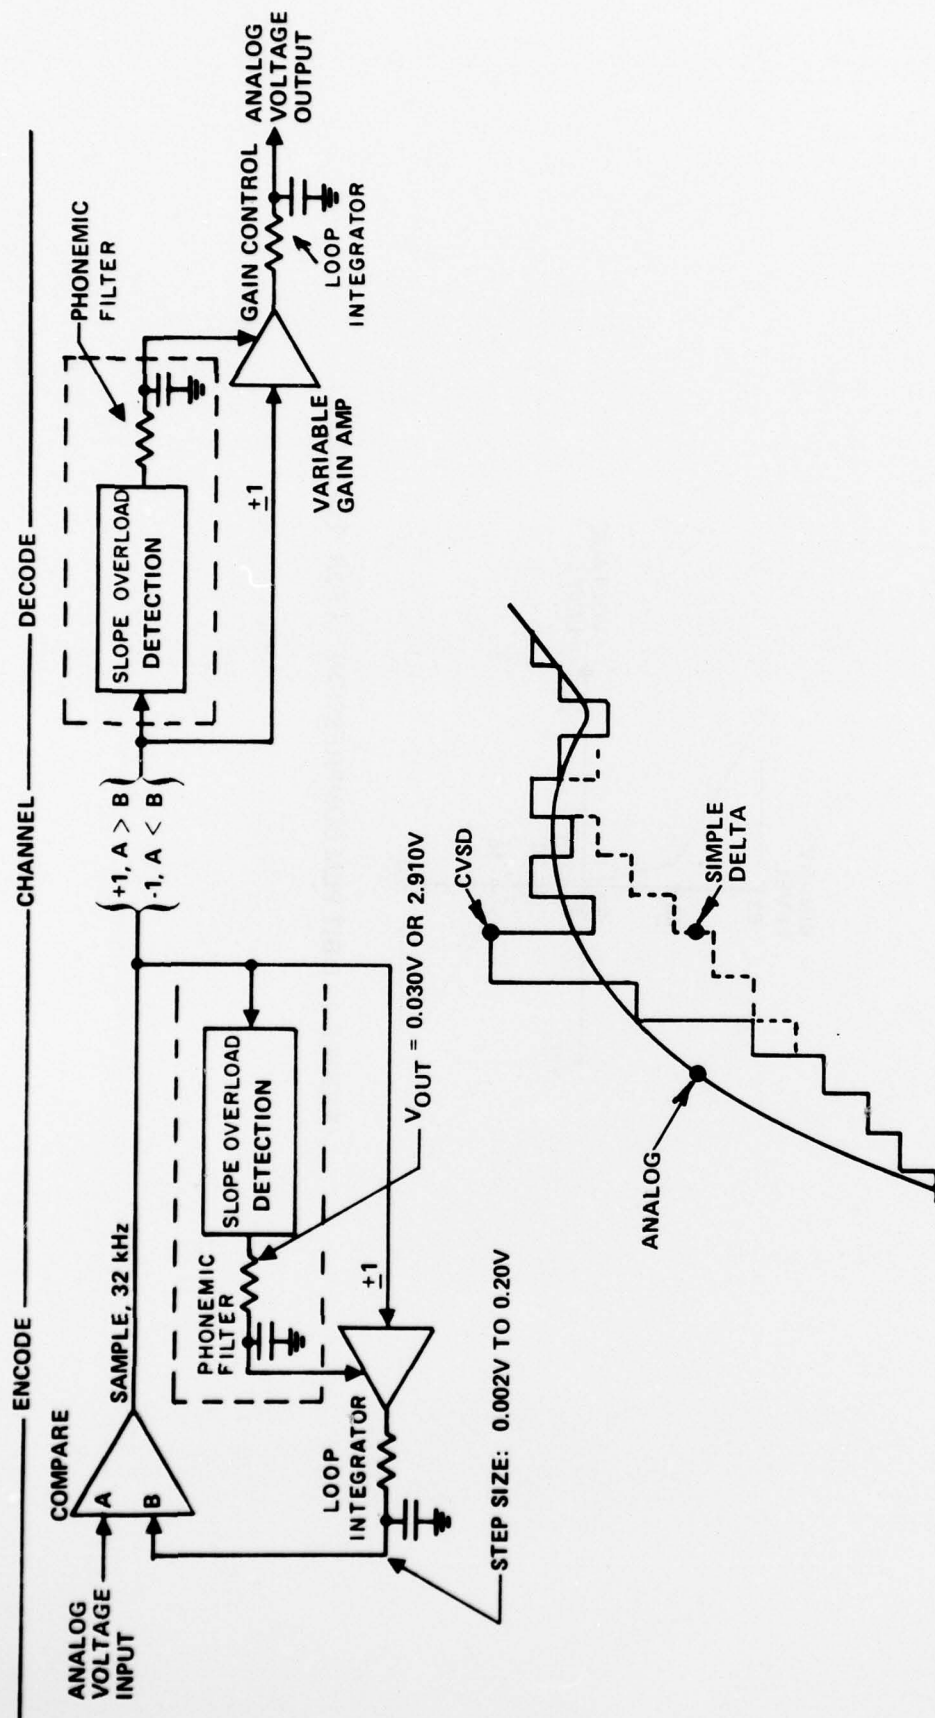 ENCODE
CHANNEL
DECODE
ANALOG
VOLTAGE
INPUT
COMPARE
A
B
SAMPLE, 32 kHz
PHONEMIC
FILTER
SLOPE OVERLOAD
DETECTION
LOOP
INTEGRATOR
±1
STEP SIZE: 0.002V TO 0.20V
VOUT = 0.030V OR 2.910V
+1, A > B
-1, A < B
SLOPE OVERLOAD
DETECTION
PHONEMIC
FILTER
±1
VARIABLE
GAIN AMP
GAIN CONTROL
LOOP
INTEGRATOR
ANALOG
VOLTAGE
OUTPUT
ANALOG
CVSD
SIMPLE
DELTA